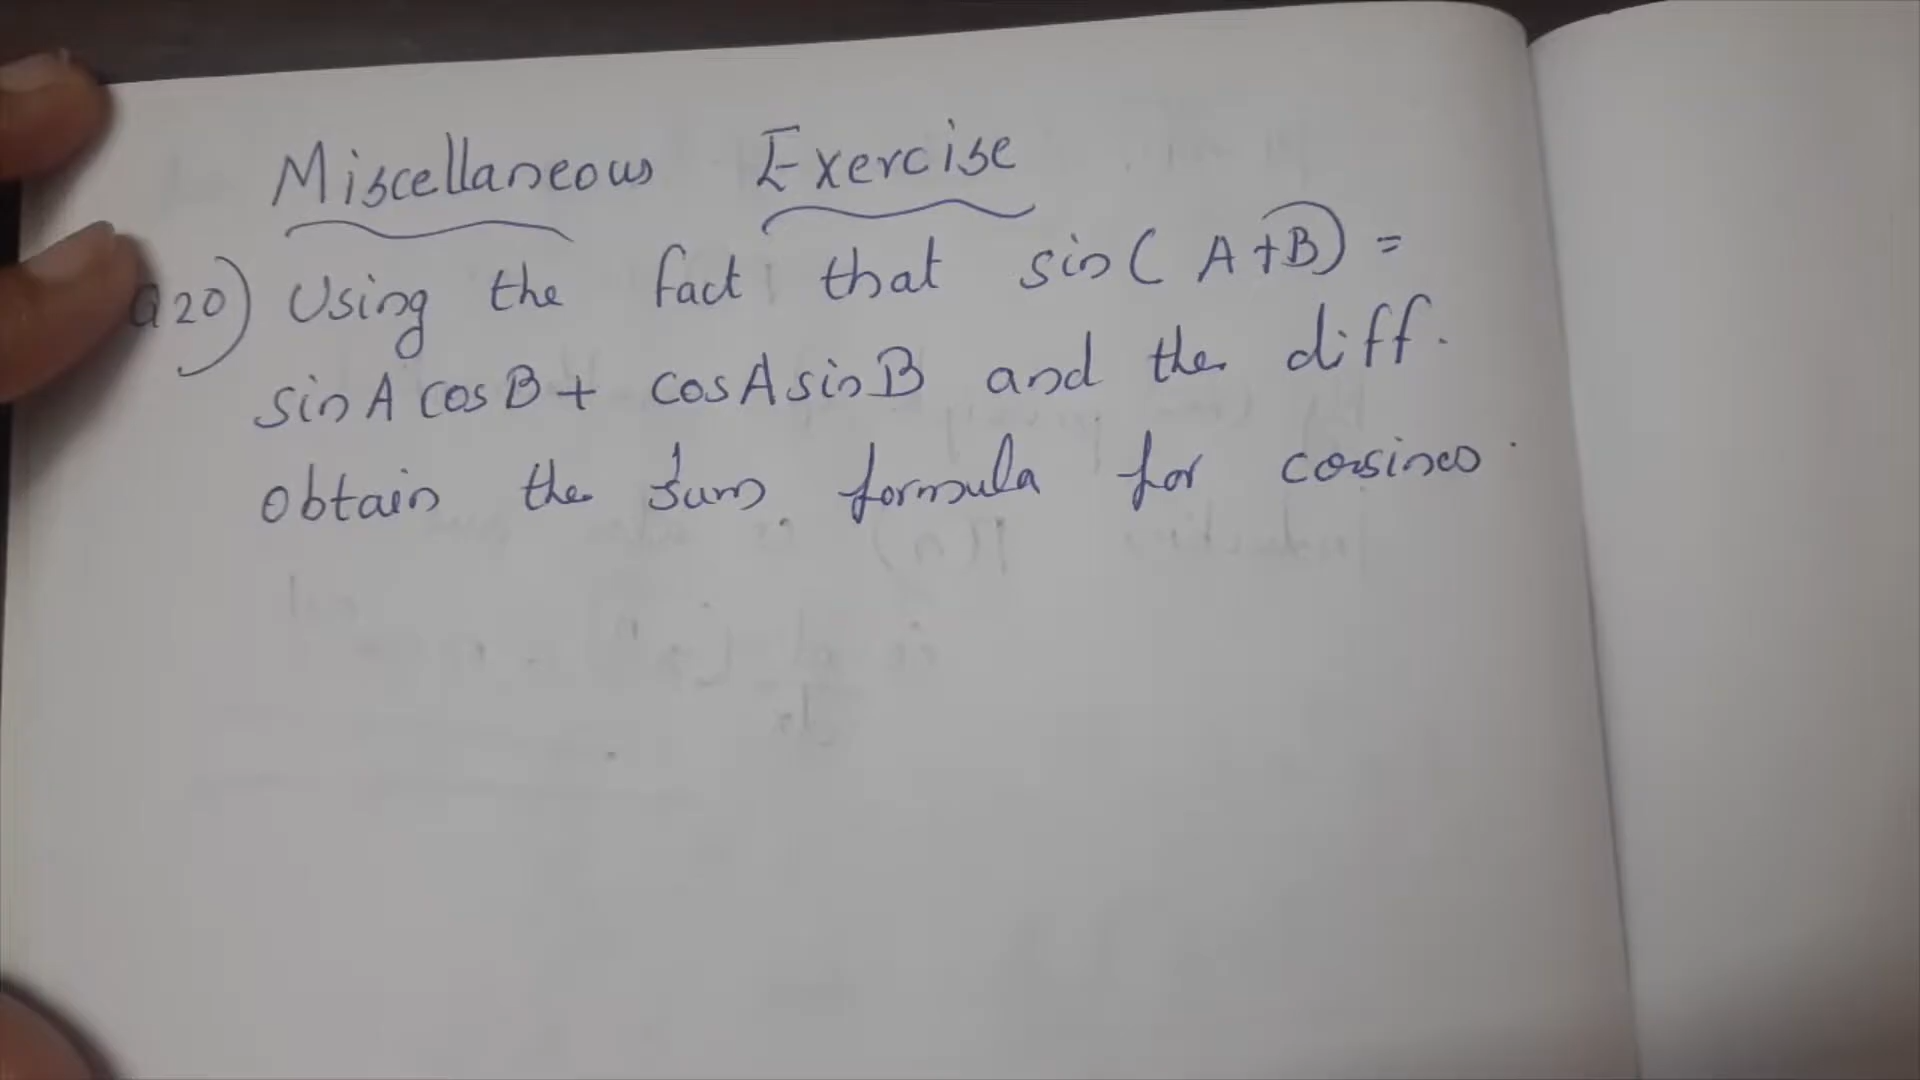 Miscellaneous Exercise
Q20) Using the fact that sin(A+B) =
sin A cos B + cos A sin B and the diff.
obtain the sum formula for cosines.